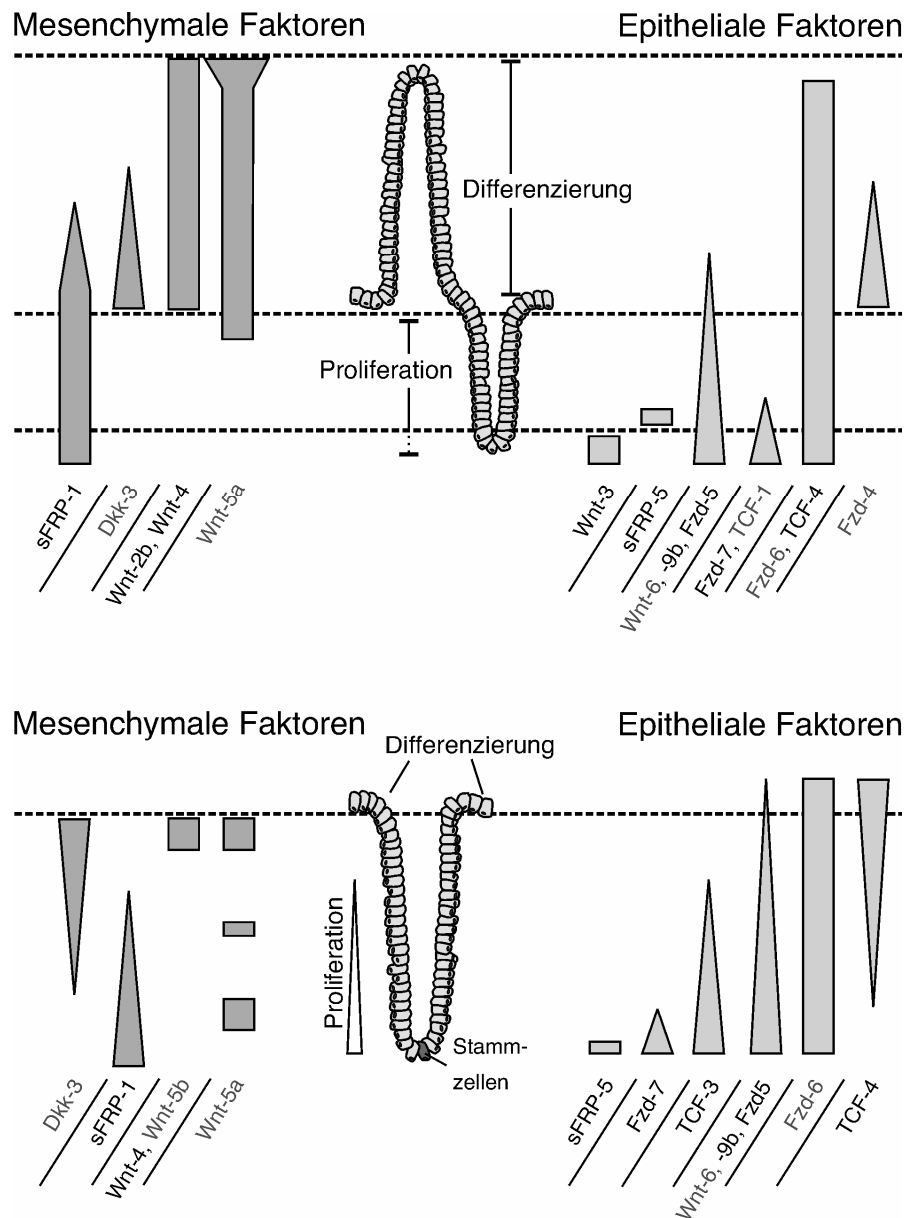 Mesenchymale Faktoren
Epitheliale Faktoren
Differenzierung
Proliferation
sFRP-1
Dkk-3
Wnt-2b, Wnt-4
Wnt-5a
Wnt-3
sFRP-5
Wnt-6, -9b, Fzd-5
Fzd-7, TCF-1
Fzd-6, TCF-4
Fzd-4
Mesenchymale Faktoren
Epitheliale Faktoren
Differenzierung
Proliferation
Stamm-
zellen
Dkk-3
sFRP-1
Wnt-4, Wnt-5b
Wnt-5a
sFRP-5
Fzd-7
TCF-3
Wnt-6, -9b, Fzd5
Fzd-6
TCF-4